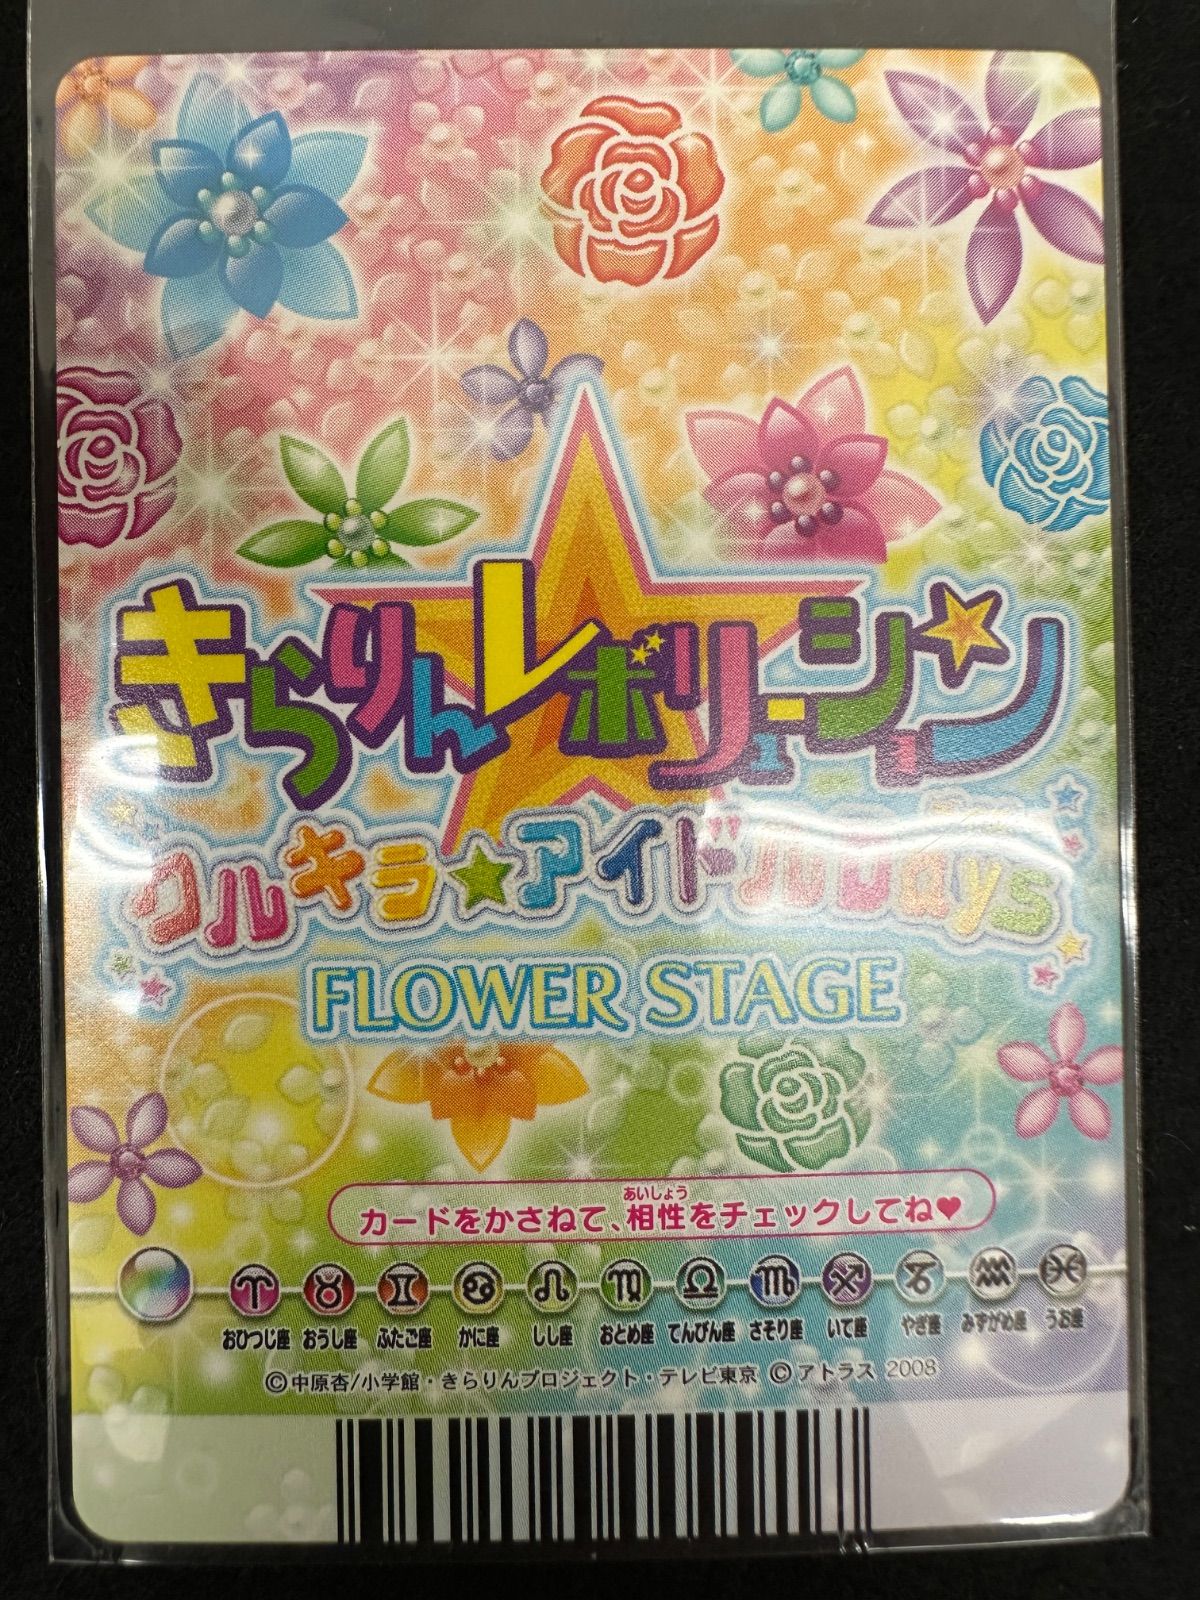 きらりんレボリューション
クルキラ★アイドルDays
FLOWER STAGE
あいしょう
カードをかさねて、相性をチェックしてね♥
おひつじ座 おうし座 ふたご座 かに座 しし座 おとめ座 てんびん座 さそり座 いて座 やぎ座 みずがめ座 うお座
©中原杏/小学館・きらりんプロジェクト・テレビ東京 ©アトラス 2008